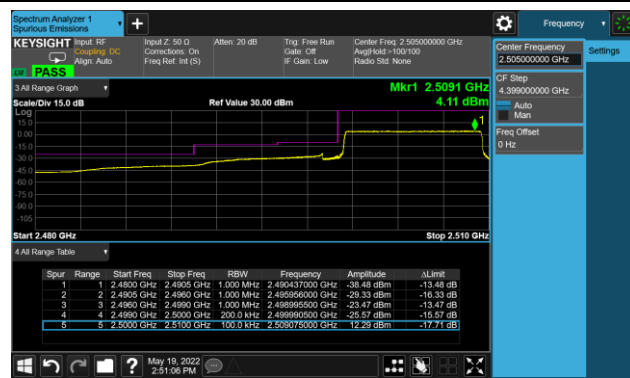 Spectrum Analyzer 1
Spurious Emissions
Frequency
KEYSIGHT Input: RF Input Z: 50 Ω Atten: 20 dB Trig: Free Run Center Freq: 2.505000000 GHz
Coupling: DC Corrections: On Gate: Off Avg|Hold:>100/100
Align: Auto Freq Ref: Int (S) IF Gain: Low Radio Std: None
PASS
Center Frequency
2.505000000 GHz
Settings
CF Step
4.399000000 GHz
Auto
Man
Freq Offset
0 Hz
3 All Range Graph
Mkr1 2.5091 GHz
Scale/Div 15.0 dB Ref Value 30.00 dBm 4.11 dBm
Log
15.0
0.00
-15.0
-30.0
-45.0
-60.0
-75.0
-90.0
-105
1
Start 2.480 GHz Stop 2.510 GHz
4 All Range Table
Spur Range Start Freq Stop Freq RBW Frequency Amplitude ΔLimit
1 1 2.4800 GHz 2.4905 GHz 1.000 MHz 2.490437000 GHz -38.48 dBm -13.48 dB
2 2 2.4905 GHz 2.4960 GHz 1.000 MHz 2.495956000 GHz -29.33 dBm -16.33 dB
3 3 2.4960 GHz 2.4990 GHz 1.000 MHz 2.498995500 GHz -23.47 dBm -13.47 dB
4 4 2.4990 GHz 2.5000 GHz 200.0 kHz 2.499990500 GHz -25.57 dBm -15.57 dB
5 5 2.5000 GHz 2.5100 GHz 100.0 kHz 2.509075000 GHz 12.29 dBm -17.71 dB
May 19, 2022
2:51:06 PM